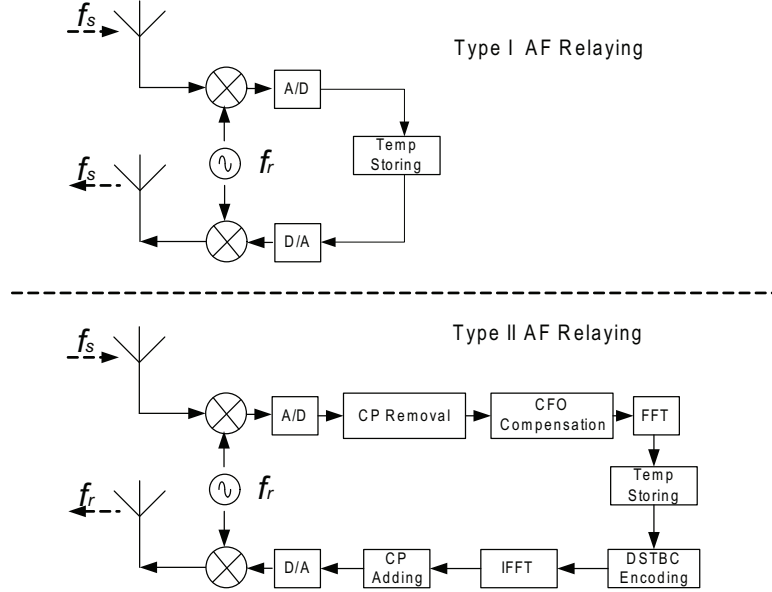 fs
Type I AF Relaying
A/D
Temp
Storing
fs
fr
D/A
Type II AF Relaying
fs
A/D
CP Removal
CFO
Compensation
FFT
Temp
Storing
fr
fr
D/A
CP
Adding
IFFT
DSTBC
Encoding